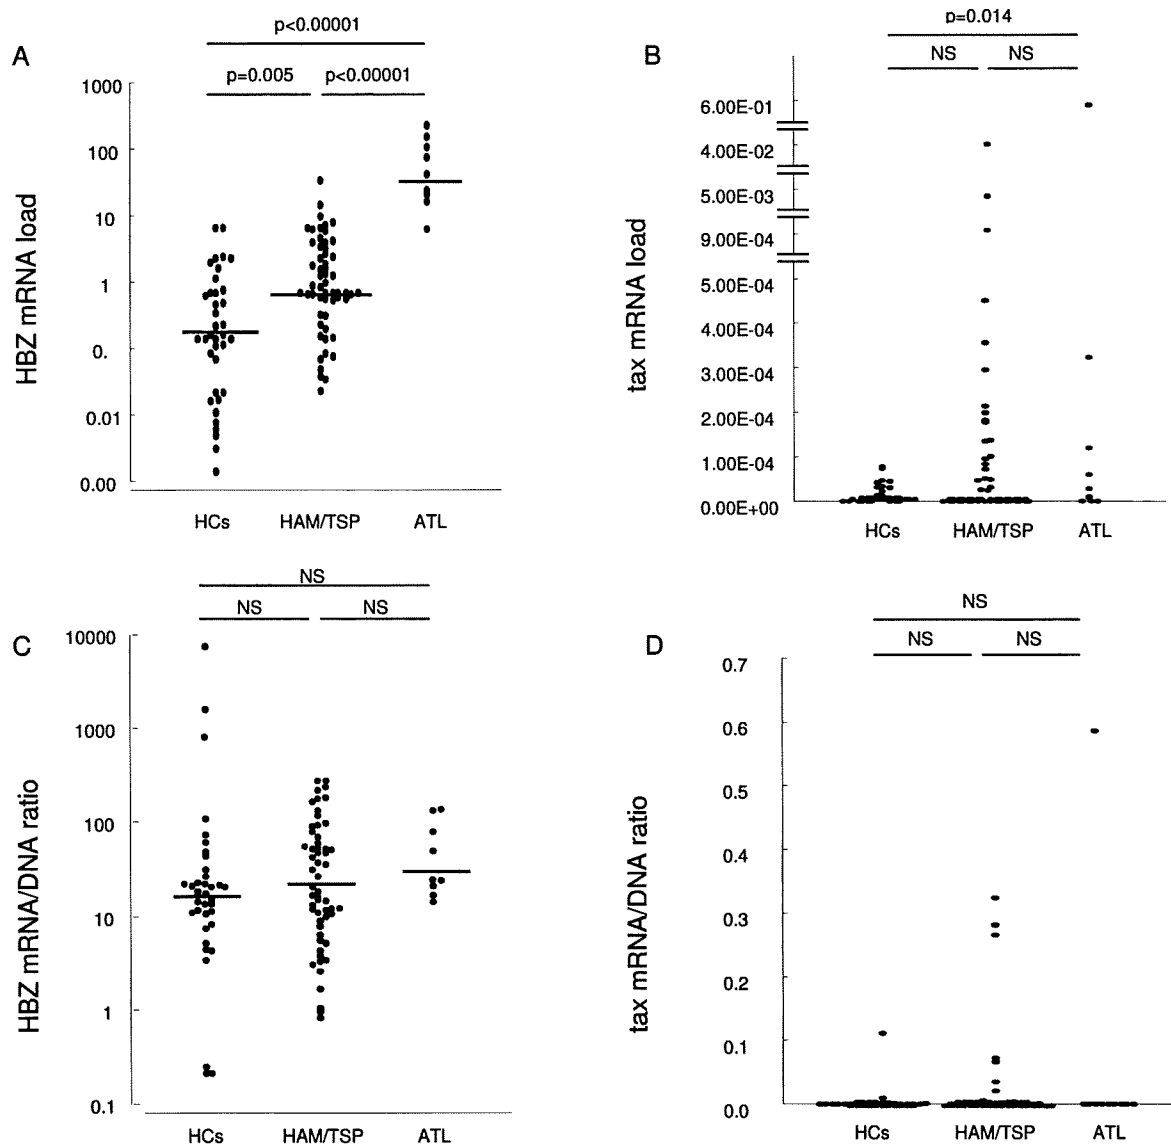 A
p<0.00001
p=0.005
p<0.00001
HBZ mRNA load
1000
100
10
1
0.
0.01
0.00
HCs
HAM/TSP
ATL
B
p=0.014
NS
NS
tax mRNA load
6.00E-01
4.00E-02
5.00E-03
9.00E-04
5.00E-04
4.00E-04
3.00E-04
2.00E-04
1.00E-04
0.00E+00
HCs
HAM/TSP
ATL
C
NS
NS
NS
HBZ mRNA/DNA ratio
10000
1000
100
10
1
0.1
HCs
HAM/TSP
ATL
D
NS
NS
NS
tax mRNA/DNA ratio
0.7
0.6
0.5
0.4
0.3
0.2
0.1
0.0
HCs
HAM/TSP
ATL